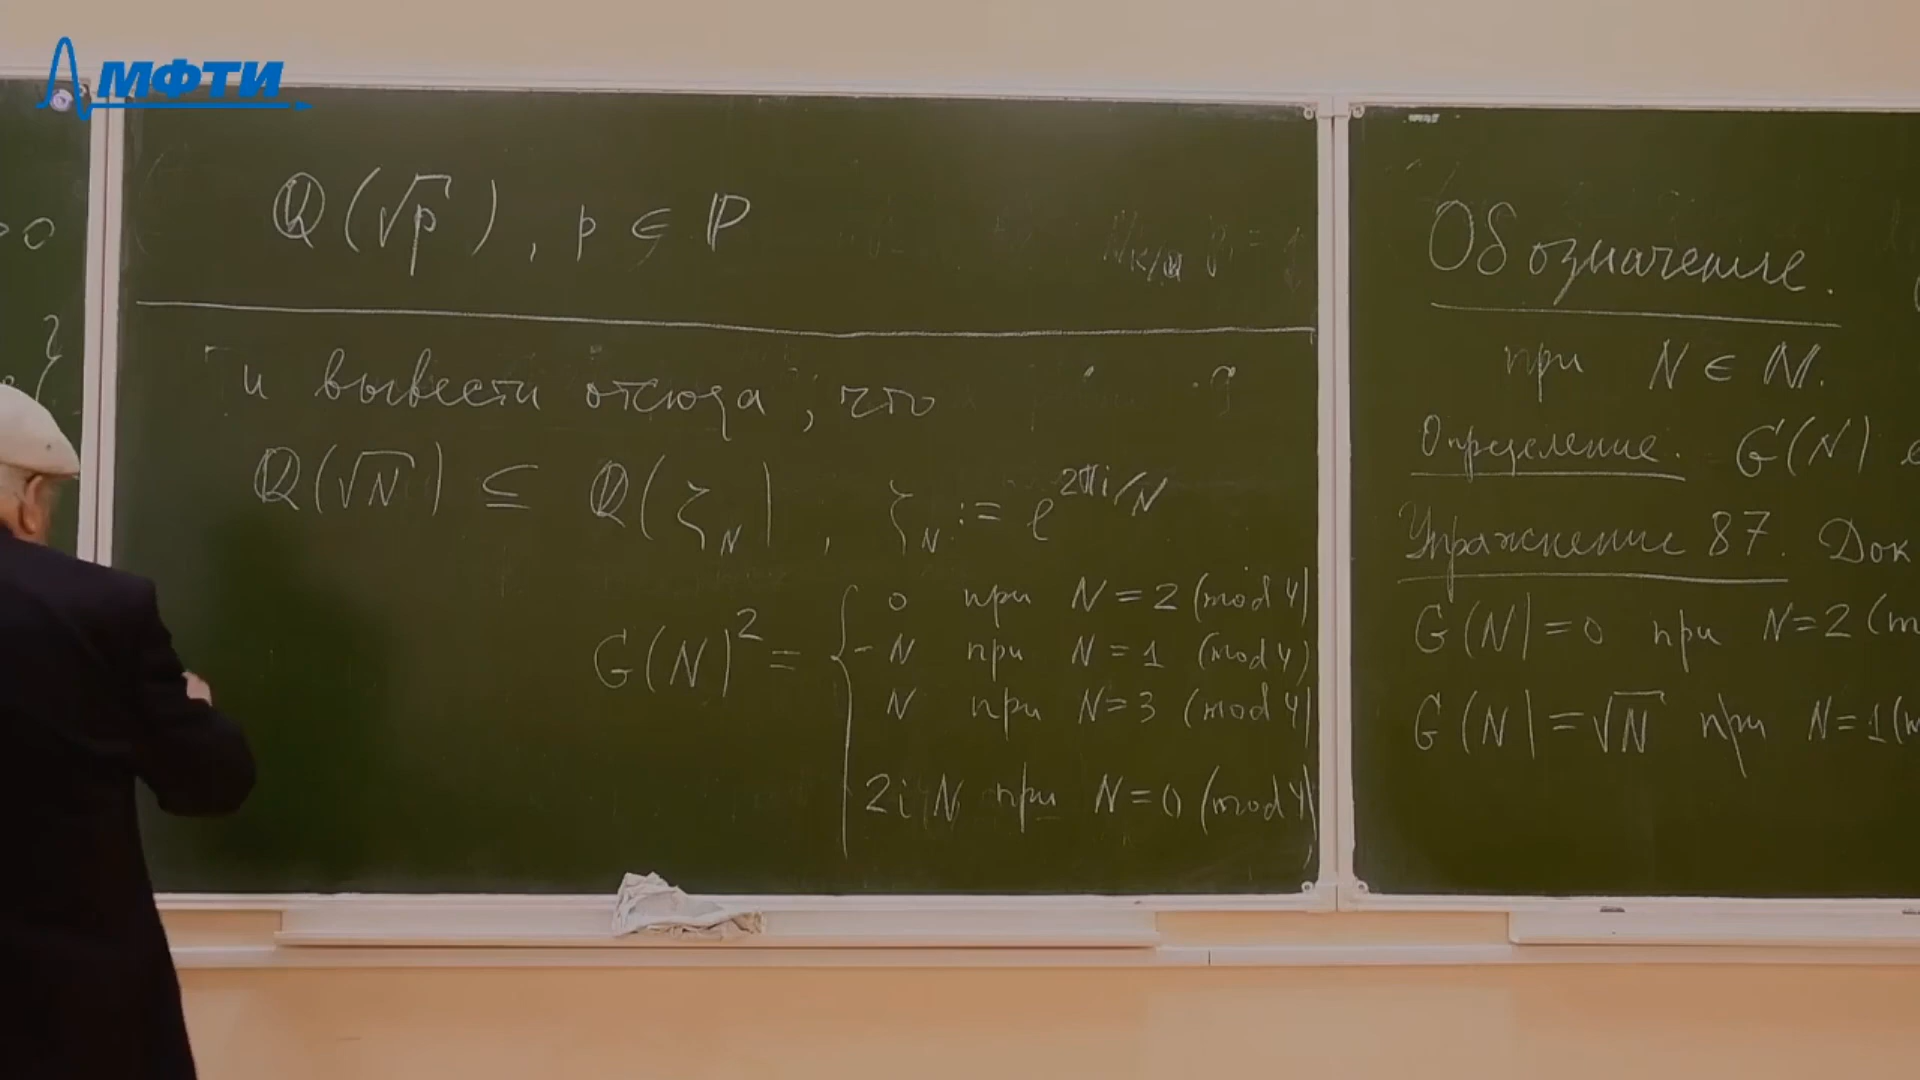 МФТИ
ℚ(√p), p ∈ ℙ
и вывести отсюда, что
ℚ(√N) ⊆ ℚ(ζ_N), ζ_N := e^{2πi/N}
G(N)² = { 0 при N = 2 (mod 4)
-N при N = 1 (mod 4)
N при N = 3 (mod 4)
2iN при N = 0 (mod 4)
Обозначение.
при N ∈ ℕ.
Определение. G(N)
Упражнение 87. Док
G(N) = 0 при N = 2 (m
G(N) = √N при N = 1 (m